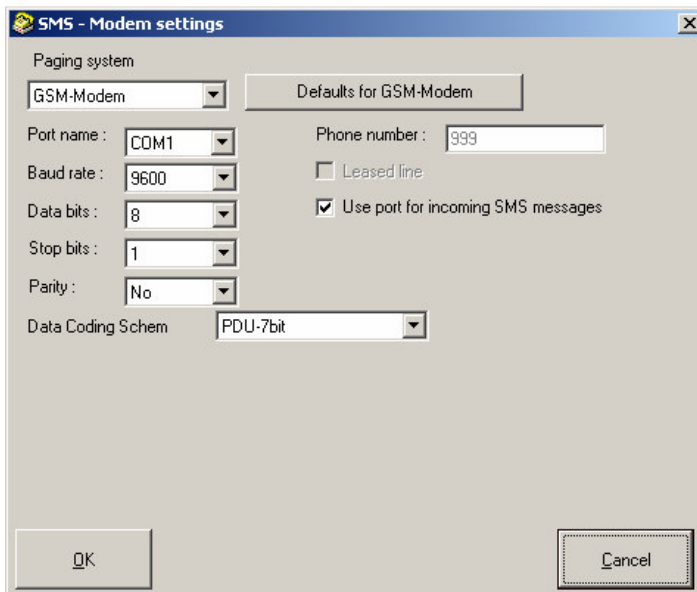 SMS - Modem settings
Paging system
GSM-Modem
Defaults for GSM-Modem
Port name :
COM1
Phone number :
999
Baud rate :
9600
Leased line
Data bits :
8
Use port for incoming SMS messages
Stop bits :
1
Parity :
No
Data Coding Schem
PDU-7bit
OK
Cancel